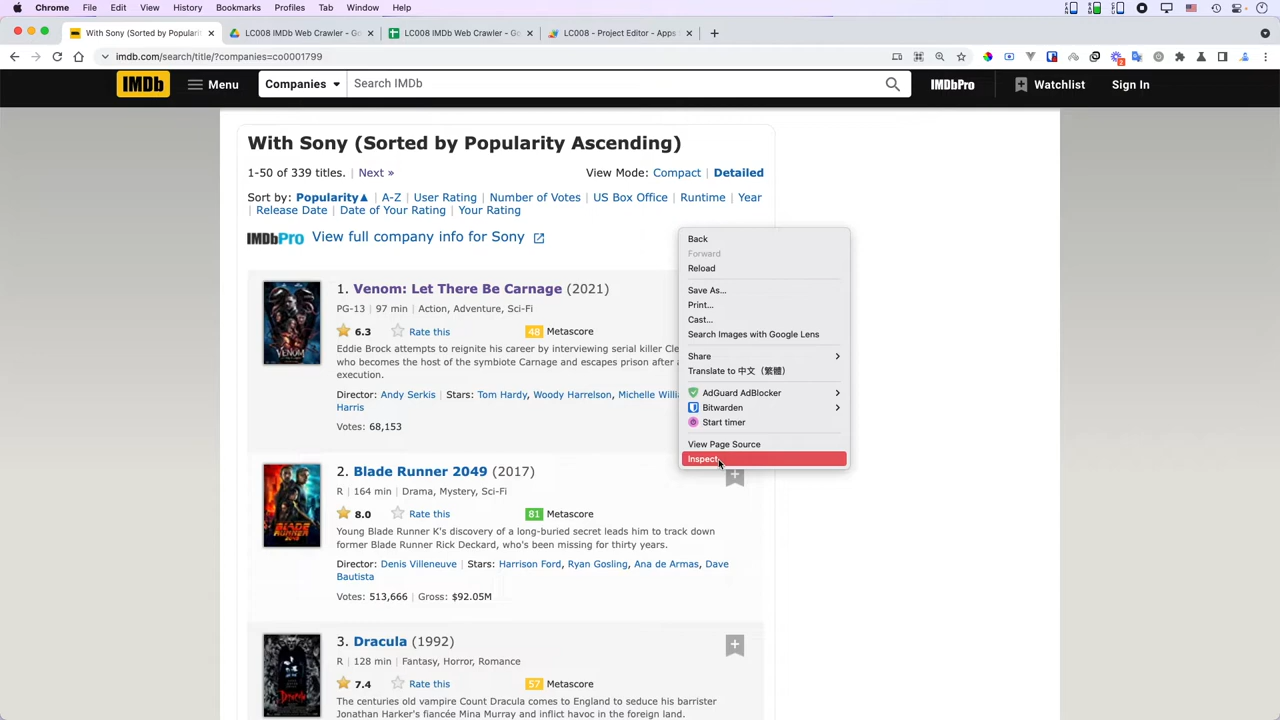 Chrome File Edit View History Bookmarks Profiles Tab Window Help
With Sony (Sorted by Populari × LC008 IMDb Web Crawler - Go × LC008 IMDb Web Crawler - Go × LC008 - Project Editor - Apps S ×
imdb.com/search/title/?companies=co0001799
IMDb Menu Companies Search IMDb IMDbPro Watchlist Sign In
With Sony (Sorted by Popularity Ascending)
1-50 of 339 titles. | Next » View Mode: Compact | Detailed
Sort by: Popularity▲ | A-Z | User Rating | Number of Votes | US Box Office | Runtime | Year
| Release Date | Date of Your Rating | Your Rating
IMDbPro View full company info for Sony
1. Venom: Let There Be Carnage (2021)
PG-13 | 97 min | Action, Adventure, Sci-Fi
6.3 Rate this 48 Metascore
Eddie Brock attempts to reignite his career by interviewing serial killer Cle
who becomes the host of the symbiote Carnage and escapes prison after a
execution.
Director: Andy Serkis | Stars: Tom Hardy, Woody Harrelson, Michelle Willia
Harris
Votes: 68,153
VENOM
2. Blade Runner 2049 (2017)
R | 164 min | Drama, Mystery, Sci-Fi
8.0 Rate this 81 Metascore
Young Blade Runner K's discovery of a long-buried secret leads him to track down
former Blade Runner Rick Deckard, who's been missing for thirty years.
Director: Denis Villeneuve | Stars: Harrison Ford, Ryan Gosling, Ana de Armas, Dave
Bautista
Votes: 513,666 | Gross: $92.05M
BLADE
RUNNER
3. Dracula (1992)
R | 128 min | Fantasy, Horror, Romance
7.4 Rate this 57 Metascore
The centuries old vampire Count Dracula comes to England to seduce his barrister
Jonathan Harker's fiancée Mina Murray and inflict havoc in the foreign land.
Back
Forward
Reload
Save As...
Print...
Cast...
Search Images with Google Lens
Share
Translate to 中文（繁體）
AdGuard AdBlocker
Bitwarden
Start timer
View Page Source
Inspect